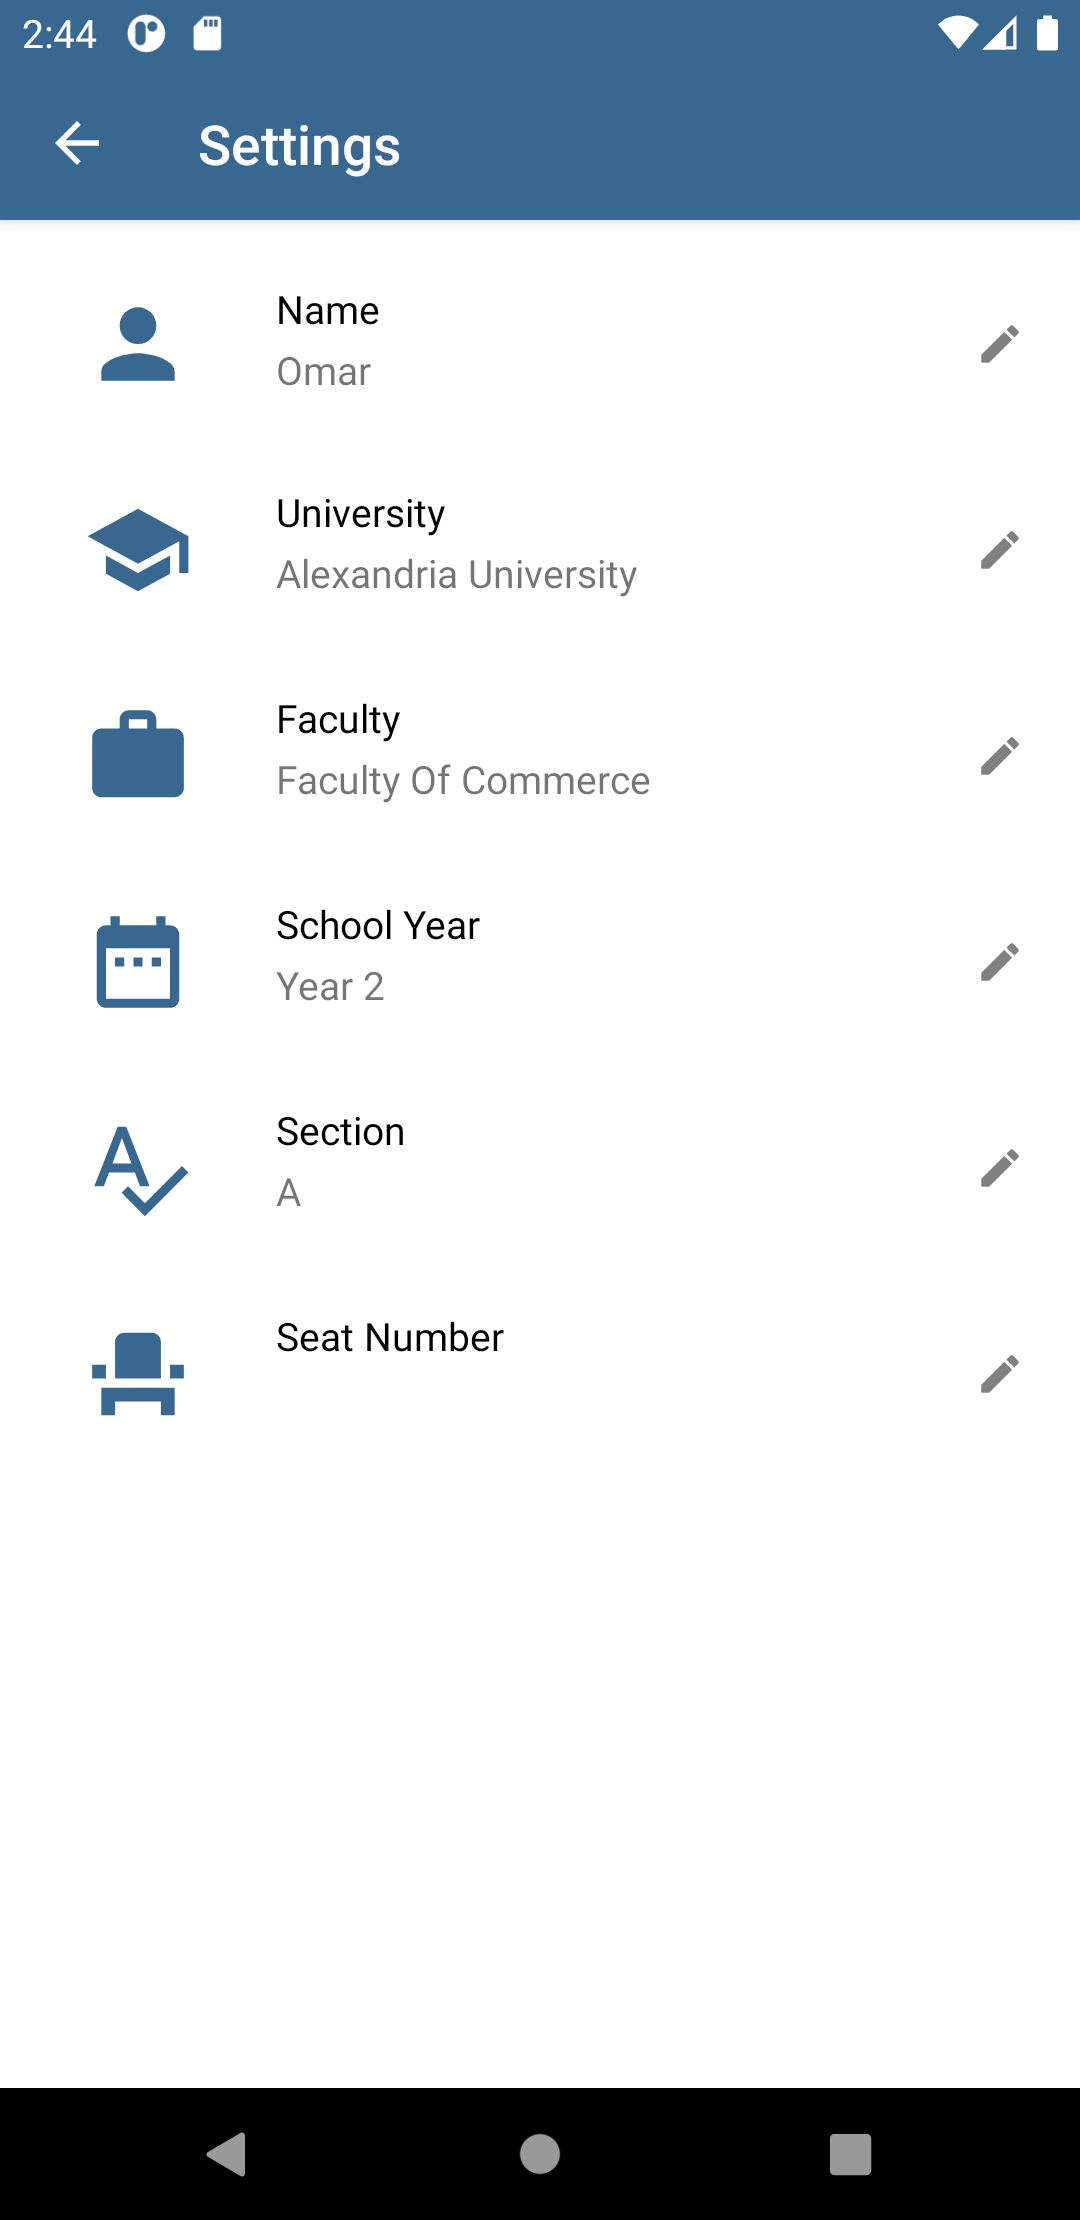 2:44
Settings
Name
Omar
University
Alexandria University
Faculty
Faculty Of Commerce
School Year
Year 2
Section
A
Seat Number